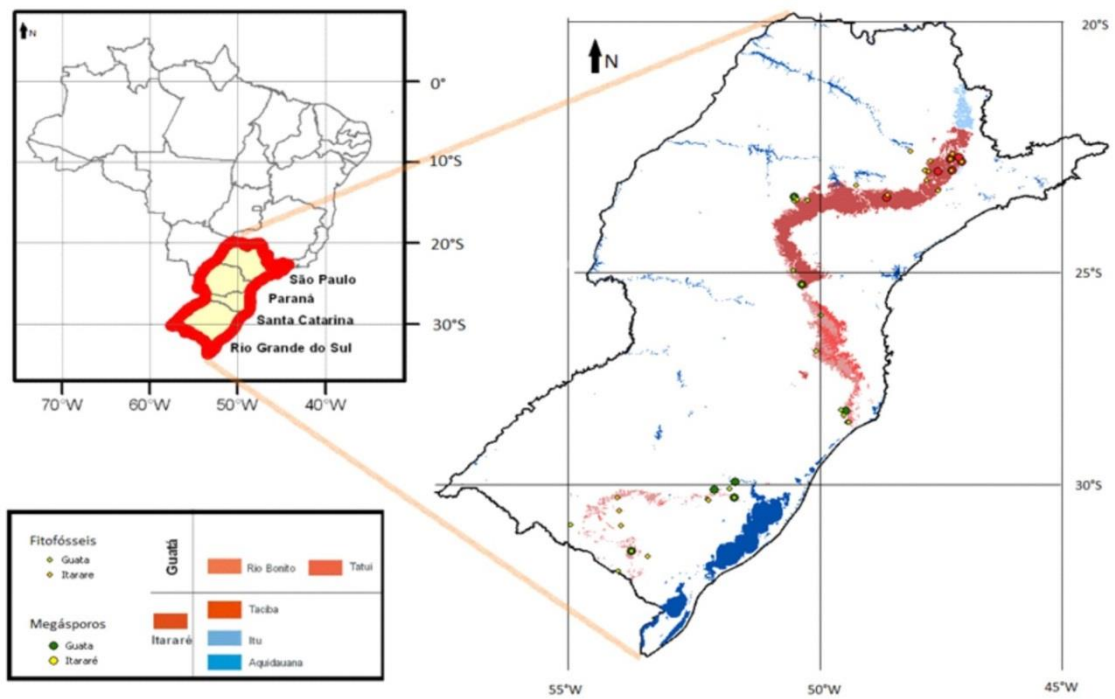 N
0°
10°S
20°S
30°S
São Paulo
Paraná
Santa Catarina
Rio Grande do Sul
70°W
60°W
50°W
40°W
N
20°S
25°S
30°S
55°W
50°W
45°W
Fitofósseis
Guata
Itarare
Megásporos
Guata
Itararé
Guatá
Rio Bonito
Tatuí
Itararé
Taciba
Itu
Aquidauana